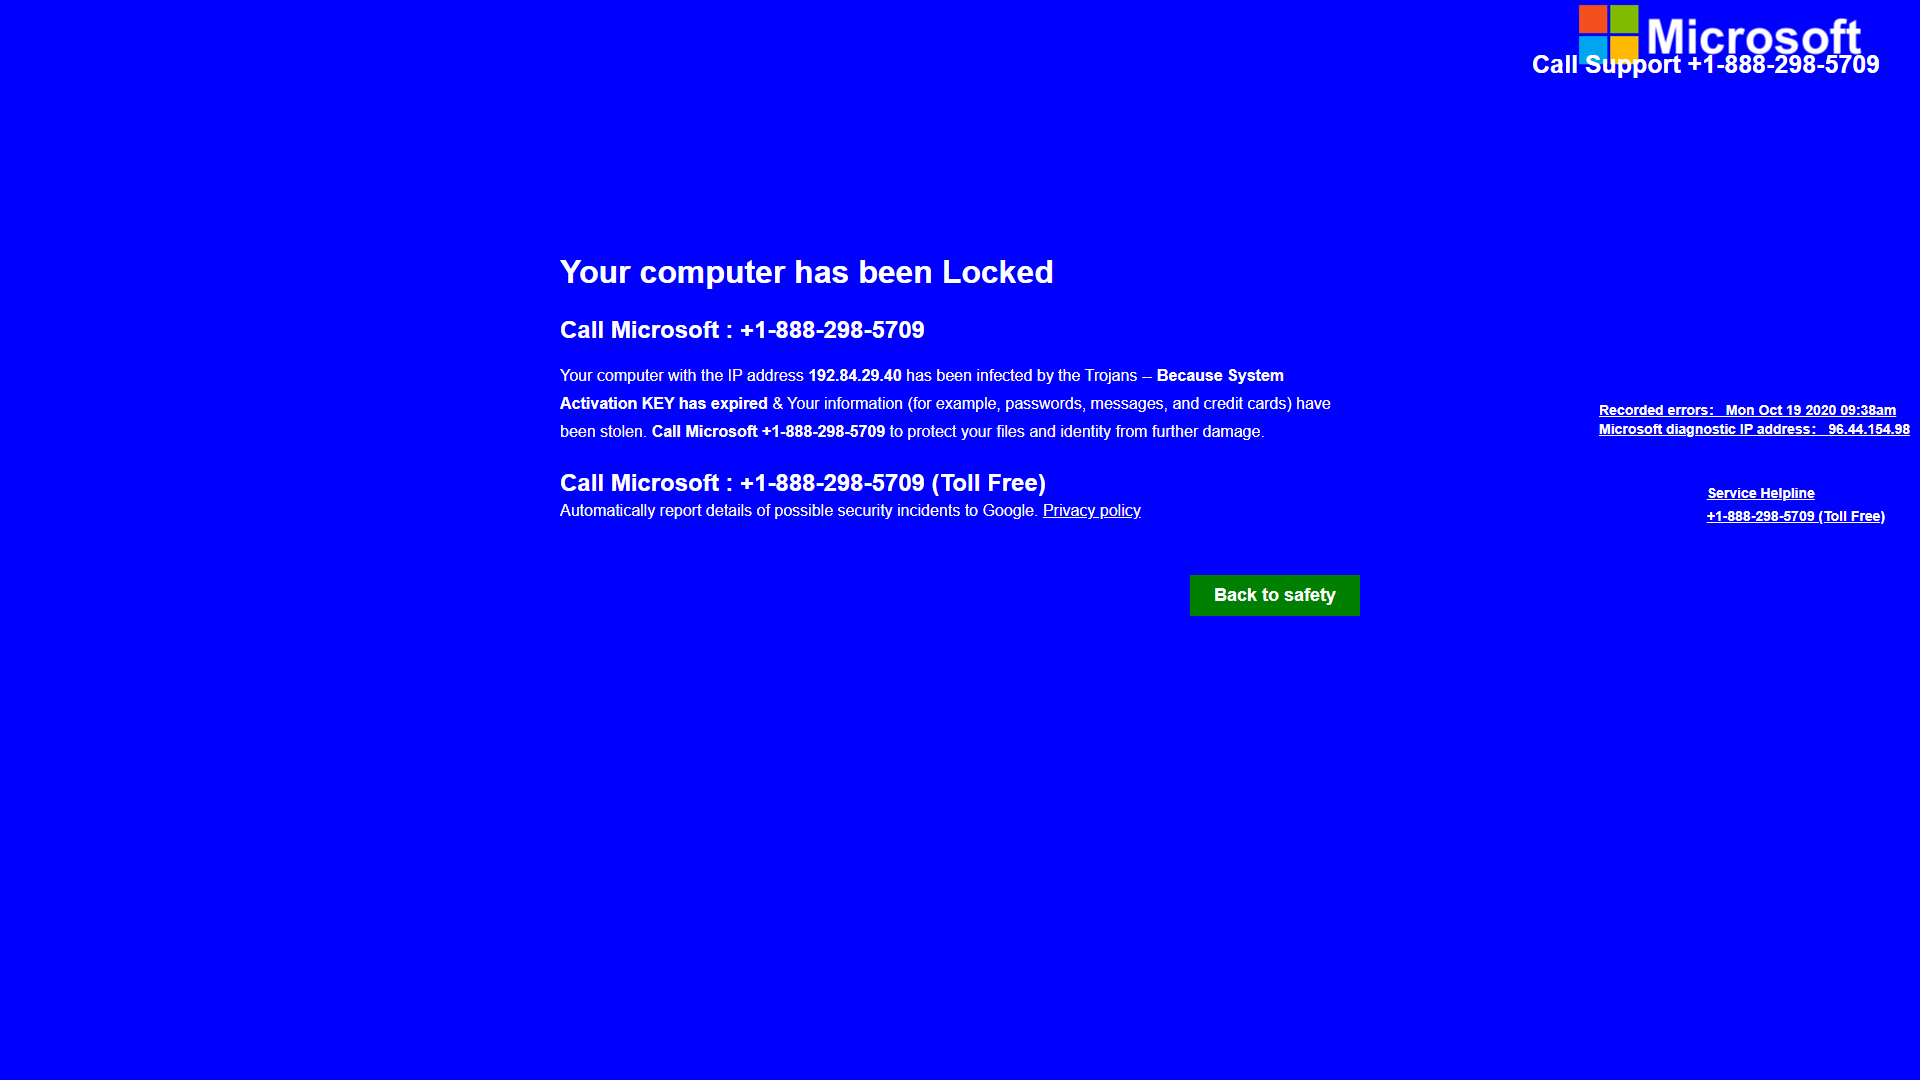 Microsoft
Call Support +1-888-298-5709
Your computer has been Locked
Call Microsoft : +1-888-298-5709
Your computer with the IP address 192.84.29.40 has been infected by the Trojans -- Because System
Activation KEY has expired & Your information (for example, passwords, messages, and credit cards) have
been stolen. Call Microsoft +1-888-298-5709 to protect your files and identity from further damage.
Call Microsoft : +1-888-298-5709 (Toll Free)
Automatically report details of possible security incidents to Google. Privacy policy
Back to safety
Recorded errors: Mon Oct 19 2020 09:38am
Microsoft diagnostic IP address: 96.44.154.98
Service Helpline
+1-888-298-5709 (Toll Free)